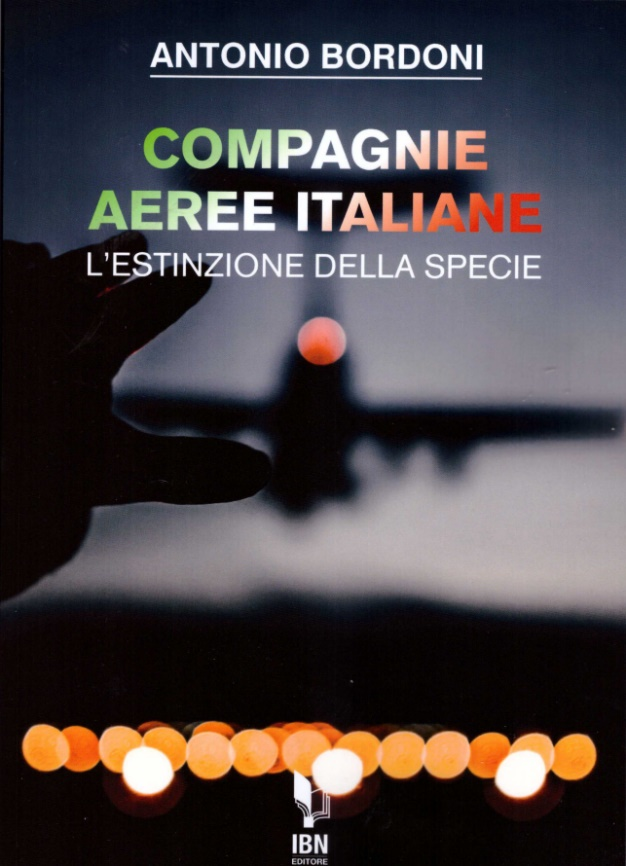 ANTONIO BORDONI
COMPAGNIE
AEREE ITALIANE
L'ESTINZIONE DELLA SPECIE
IBN
EDITORE